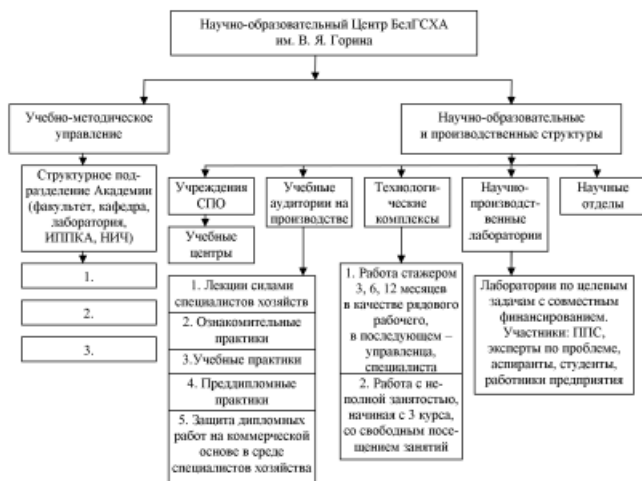 Научно-образовательный Центр БелГСХА
им. В. Я. Горина
Учебно-методическое
управление
Научно-образовательные
и производственные структуры
Структурное под-
разделение Академии
(факультет, кафедра,
лаборатория,
ИППКА, НИЧ)
1.
2.
3.
Учреждения
СПО
Учебные
центры
Учебные
аудитории на
производстве
1. Лекции силами
специалистов хозяйств
2. Ознакомительные
практики
3.Учебные практики
4. Преддипломные
практики
5. Защита дипломных
работ на коммерческой
основе в среде
специалистов хозяйства
Технологи-
ческие
комплексы
1. Работа стажером
3, 6, 12 месяцев
в качестве рядового
рабочего,
в последующем –
управленца,
специалиста
2. Работа с не-
полной занятостью,
начиная с 3 курса,
со свободным посе-
щением занятий
Научно-
производст-
венные
лаборатории
Лаборатории по целевым
задачам с совместным
финансированием.
Участники: ППС,
эксперты по проблеме,
аспиранты, студенты,
работники предприятия
Научные
отделы